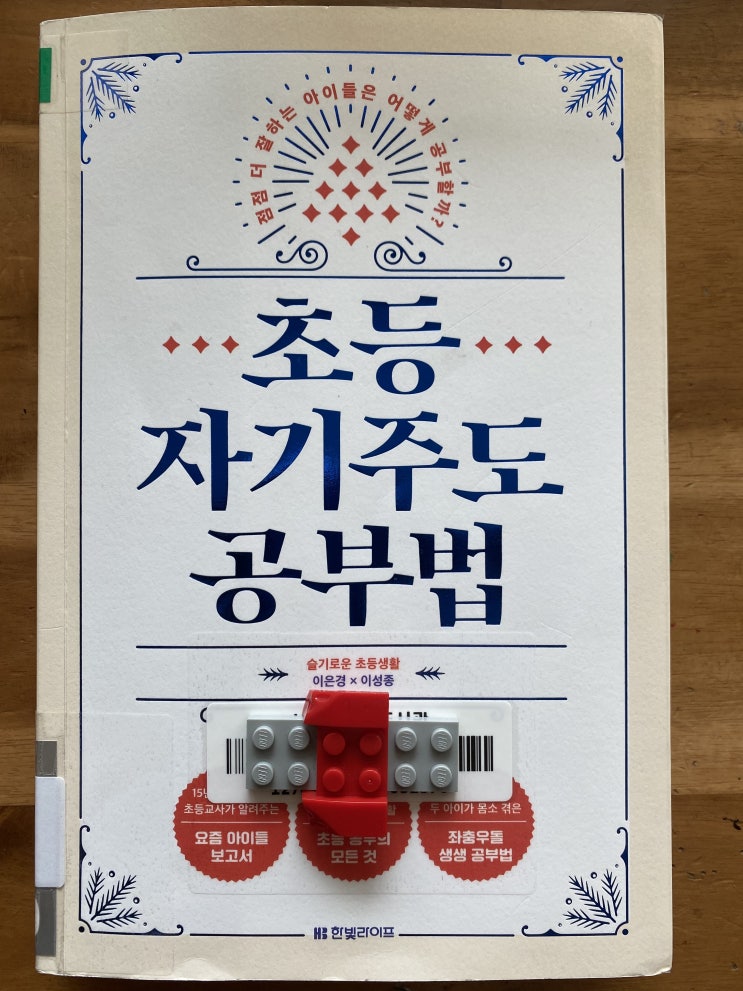 점점 더 잘하는 아이들은 어떻게 공부할까?
초등
자기주도
공부법
슬기로운 초등생활
이은경 × 이성종
초등교사가 알려주는
요즘 아이들
보고서
모든 것
두 아이가 몸소 겪은
좌충우돌
생생 공부법
HB 한빛라이프